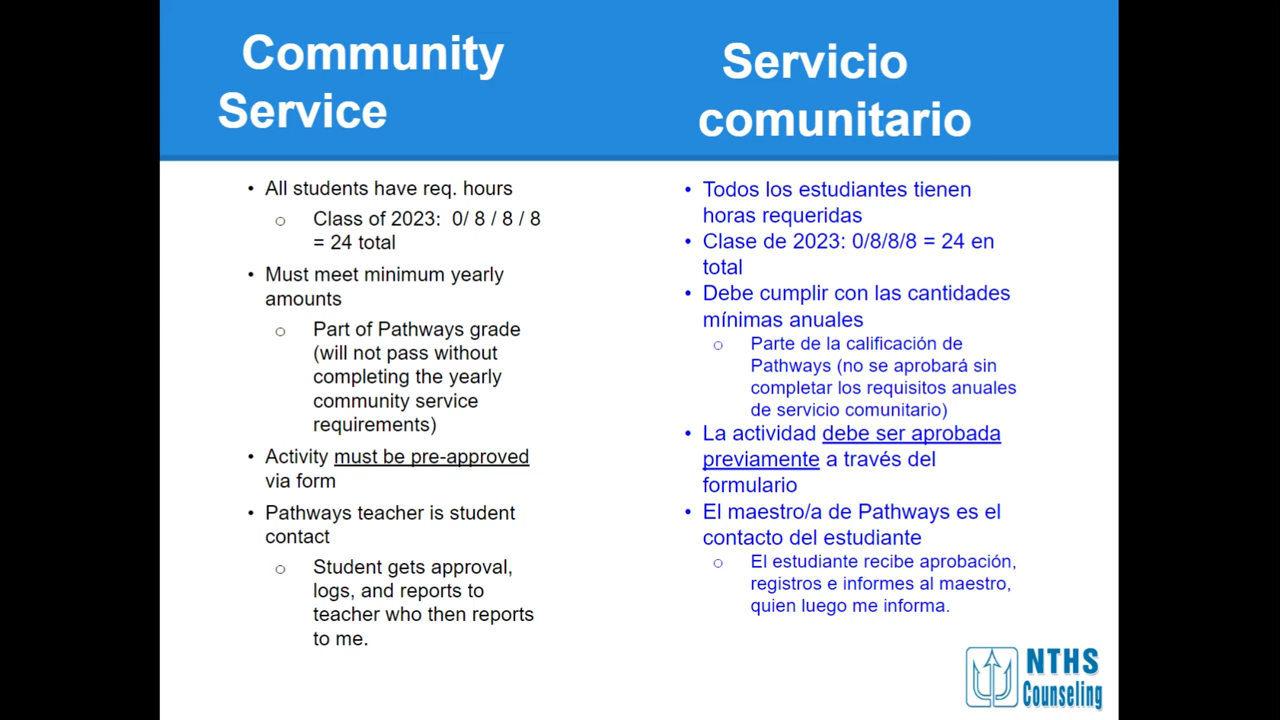 Community
Service
All students have req. hours
Class of 2023:  0/ 8 / 8 / 8
= 24 total
Must meet minimum yearly
amounts
Part of Pathways grade
(will not pass without
completing the yearly
community service
requirements)
Activity must be pre-approved
via form
Pathways teacher is student
contact
Student gets approval,
logs, and reports to
teacher who then reports
to me.
Servicio
comunitario
Todos los estudiantes tienen
horas requeridas
Clase de 2023: 0/8/8/8 = 24 en
total
Debe cumplir con las cantidades
mínimas anuales
Parte de la calificación de
Pathways (no se aprobará sin
completar los requisitos anuales
de servicio comunitario)
La actividad debe ser aprobada
previamente a través del
formulario
El maestro/a de Pathways es el
contacto del estudiante
El estudiante recibe aprobación,
registros e informes al maestro,
quien luego me informa.
NTHS
Counseling